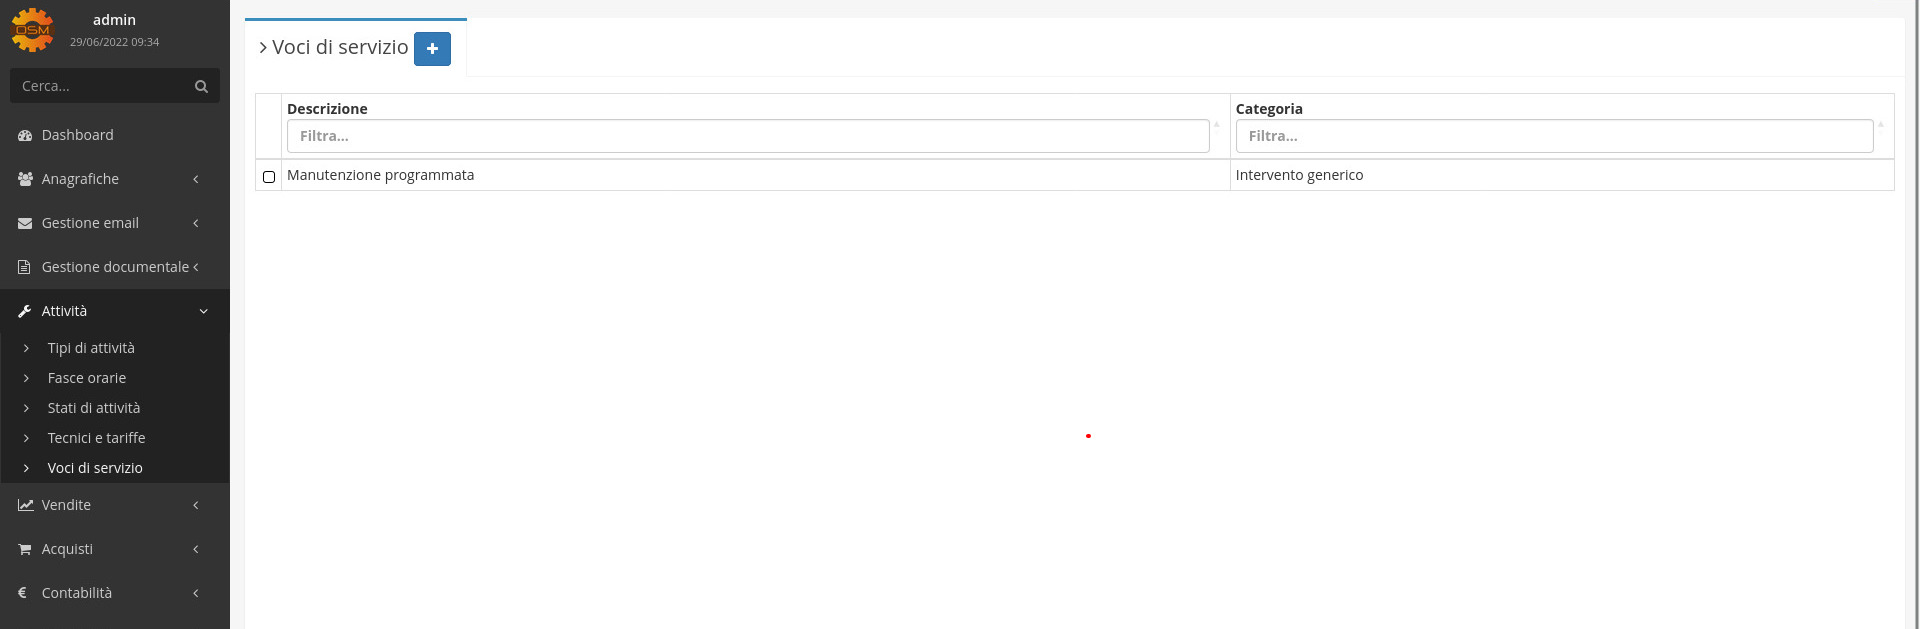 admin
29/06/2022 09:34
OSM
Cerca...
Dashboard
Anagrafiche
Gestione email
Gestione documentale
Attività
Tipi di attività
Fasce orarie
Stati di attività
Tecnici e tariffe
Voci di servizio
Vendite
Acquisti
€ Contabilità
Voci di servizio
Descrizione Categoria
Filtra... Filtra...
Manutenzione programmata Intervento generico